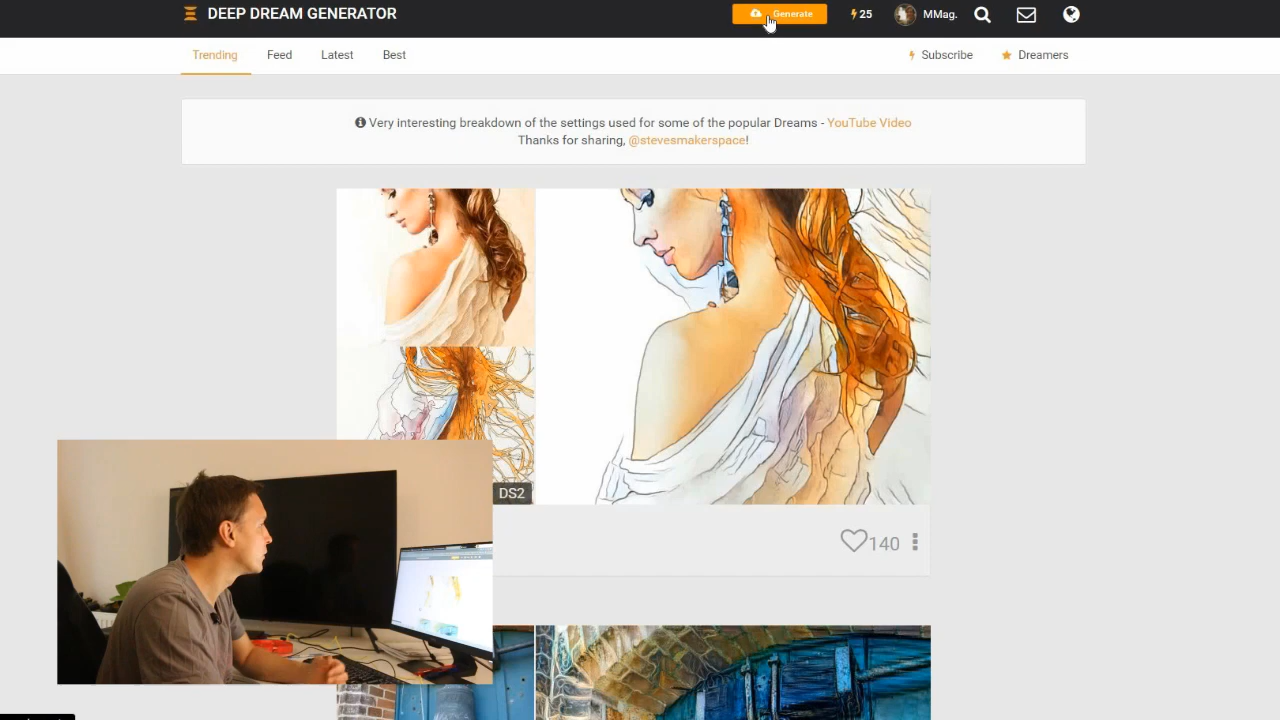 DEEP DREAM GENERATOR
Generate
25
MMag.
Trending
Feed
Latest
Best
Subscribe
Dreamers
Very interesting breakdown of the settings used for some of the popular Dreams - YouTube Video
Thanks for sharing, @stevesmakerspace!
DS2
140